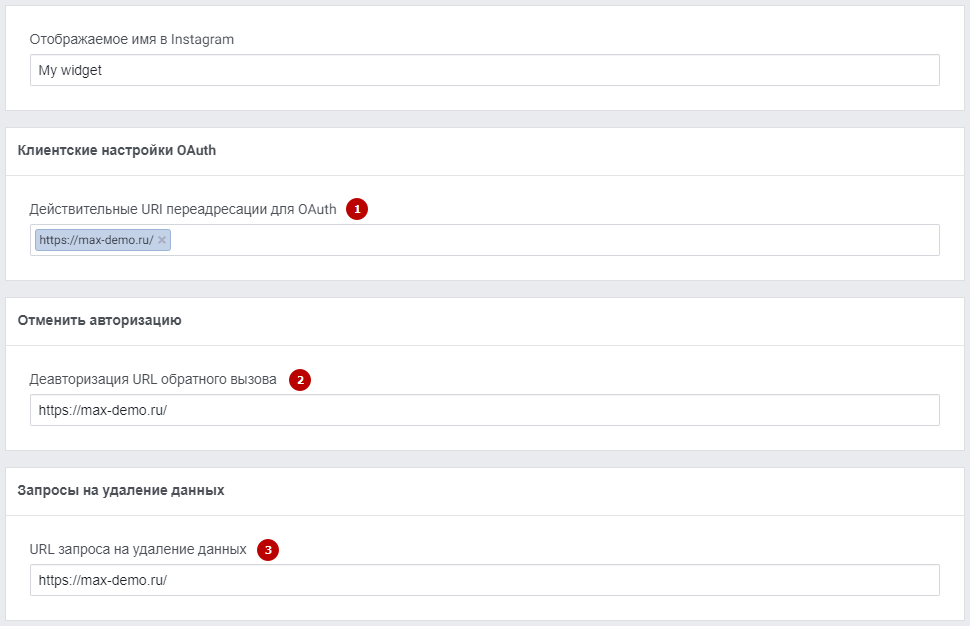 Отображаемое имя в Instagram
My widget
Клиентские настройки OAuth
Действительные URI переадресации для OAuth 1
https://max-demo.ru/ ×
Отменить авторизацию
Деавторизация URL обратного вызова 2
https://max-demo.ru/
Запросы на удаление данных
URL запроса на удаление данных 3
https://max-demo.ru/